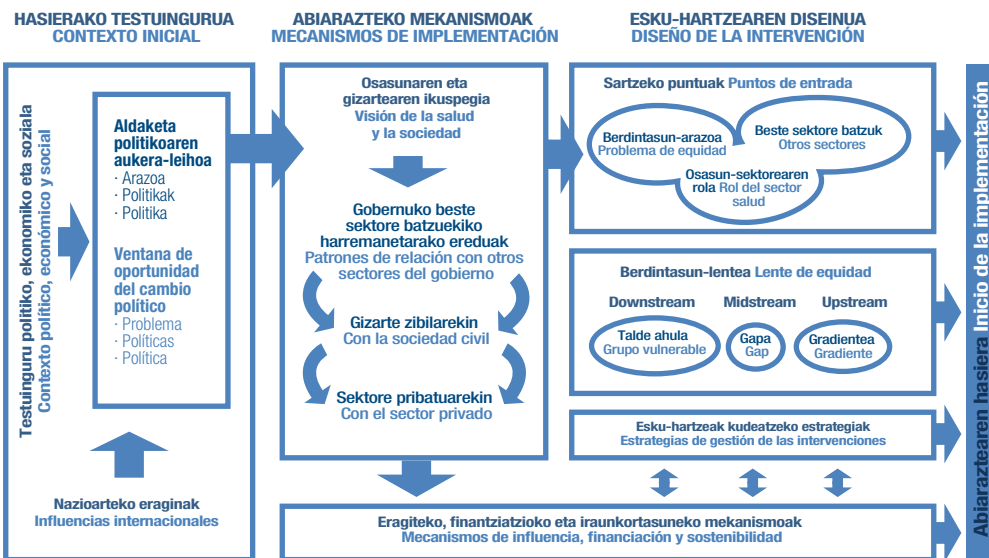 HASIERAKO TESTUINGURUA
CONTEXTO INICIAL
Testuinguru politiko, ekonomiko eta soziala
Contexto político, económico y social
Aldaketa
politikoaren
aukera-leihoa
· Arazoa
· Politikak
· Politika
Ventana de
oportunidad
del cambio
político
· Problema
· Políticas
· Política
Nazioarteko eraginak
Influencias internacionales
ABIARAZTEKO MEKANISMOAK
MECANISMOS DE IMPLEMENTACIÓN
Osasunaren eta
gizartearen ikuspegia
Visión de la salud
y la sociedad
Gobernuko beste
sektore batzuekiko
harremanetarako ereduak
Patrones de relación con otros
sectores del gobierno
Gizarte zibilarekin
Con la sociedad civil
Sektore pribatuarekin
Con el sector privado
ESKU-HARTZEAREN DISEINUA
DISEÑO DE LA INTERVENCIÓN
Sartzeko puntuak Puntos de entrada
Berdintasun-arazoa
Problema de equidad
Beste sektore batzuk
Otros sectores
Osasun-sektorearen
rola Rol del sector
salud
Berdintasun-lentea Lente de equidad
Downstream Midstream Upstream
Talde ahula
Grupo vulnerable
Gapa
Gap
Gradientea
Gradiente
Esku-hartzeak kudeatzeko estrategiak
Estrategias de gestión de las intervenciones
Eragiteko, finantziatzioko eta iraunkortasuneko mekanismoak
Mecanismos de influencia, financiación y sostenibilidad
Abiaraztearen hasiera Inicio de la implementación